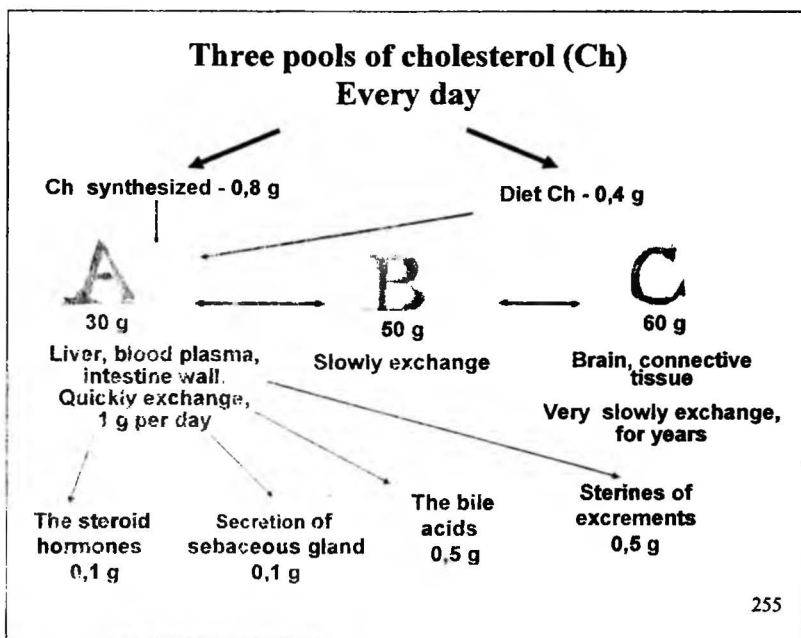 Three pools of cholesterol (Ch)
Every day
Ch synthesized - 0,8 g
Diet Ch - 0,4 g
A
B
C
30 g
50 g
60 g
Liver, blood plasma,
intestine wall.
Quickly exchange,
1 g per day
Slowly exchange
Brain, connective
tissue
Very slowly exchange,
for years
The steroid
hormones
0,1 g
Secretion of
sebaceous gland
0,1 g
The bile
acids
0,5 g
Sterines of
excrements
0,5 g
255